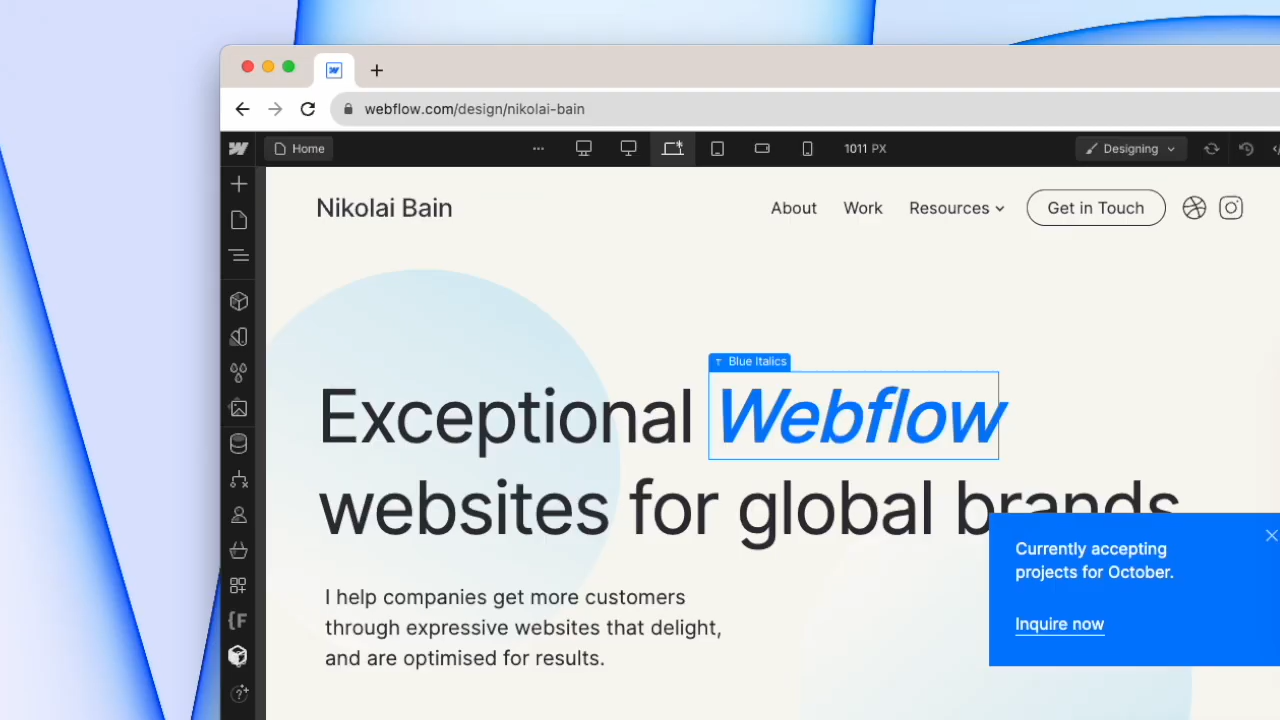 webflow.com/design/nikolai-bain
Home
1011 PX
Designing
Nikolai Bain
About
Work
Resources
Get in Touch
Blue Italics
Exceptional Webflow
websites for global brands
I help companies get more customers
through expressive websites that delight,
and are optimised for results.
Currently accepting
projects for October.
Inquire now